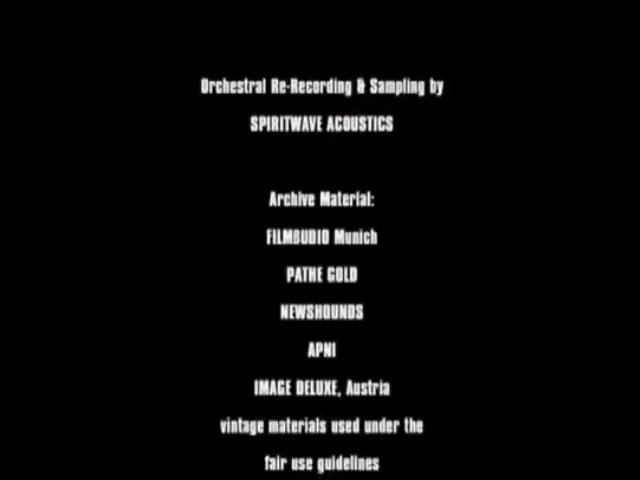 Orchestral Re-Recording & Sampling by
SPIRITWAVE ACOUSTICS
Archive Material:
FILMBUDIO Munich
PATHE GOLD
NEWSHOUNDS
APNI
IMAGE DELUXE, Austria
vintage materials used under the
fair use guidelines